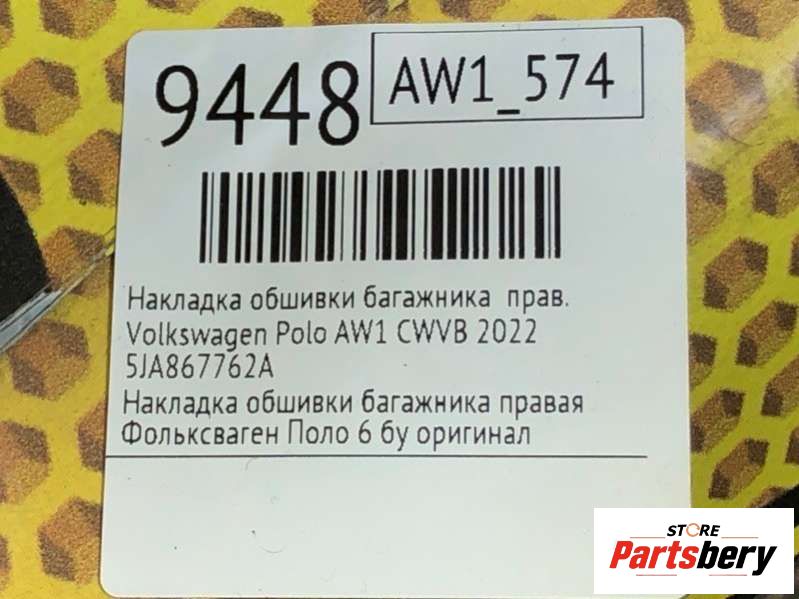 9448
AW1_574
Накладка обшивки багажника прав.
Volkswagen Polo AW1 CWVB 2022
5JA867762A
Накладка обшивки багажника правая
Фольксваген Поло 6 бу оригинал
STORE
Partsbery